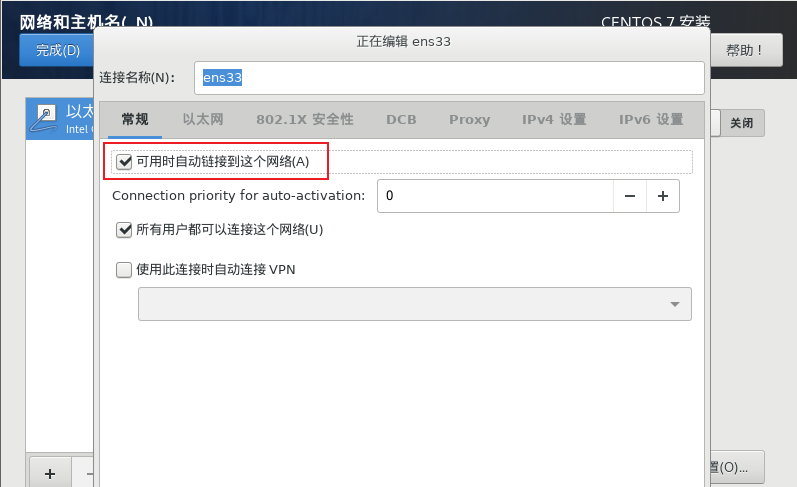 网络和主机名(_N)
CENTOS 7 安装
完成(D)
帮助！
正在编辑 ens33
连接名称(N)：
ens33
以太
Intel
关闭
常规
以太网
802.1X 安全性
DCB
Proxy
IPv4 设置
IPv6 设置
可用时自动链接到这个网络(A)
Connection priority for auto-activation:
0
− +
所有用户都可以连接这个网络(U)
使用此连接时自动连接 VPN
+ −
置(O)...